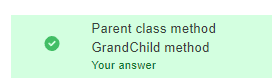 Parent class method
GrandChild method
Your answer